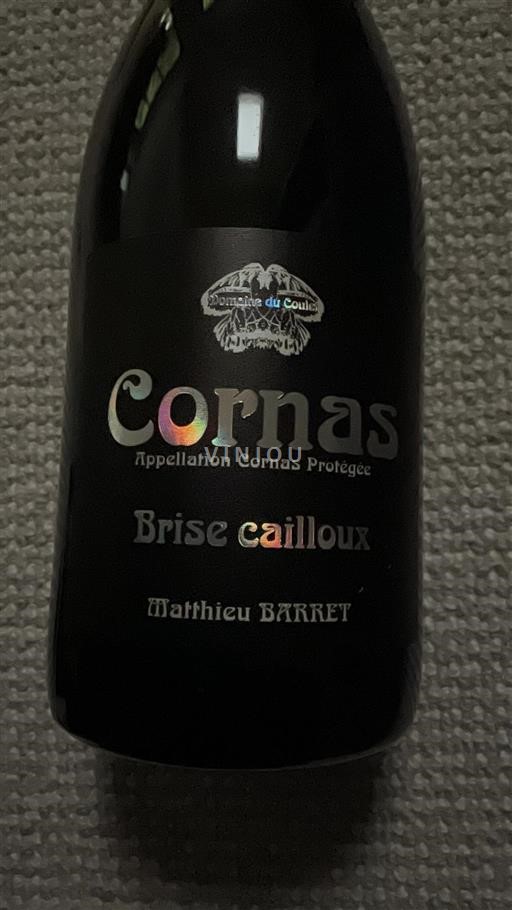 Domaine du Coulet
Cornas
VINJOU
Appellation Cornas Protégée
Brise cailloux
Matthieu BARRET